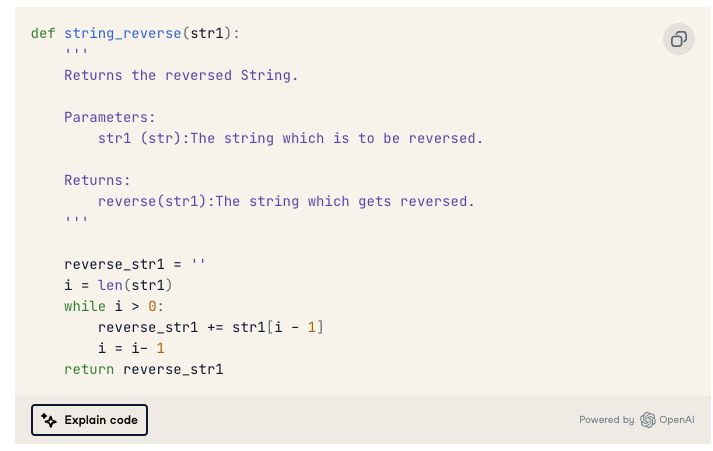 def string_reverse(str1):
    '''
    Returns the reversed String.

    Parameters:
        str1 (str):The string which is to be reversed.

    Returns:
        reverse(str1):The string which gets reversed.
    '''

    reverse_str1 = ''
    i = len(str1)
    while i > 0:
        reverse_str1 += str1[i - 1]
        i = i- 1
    return reverse_str1
Explain code
Powered by OpenAI